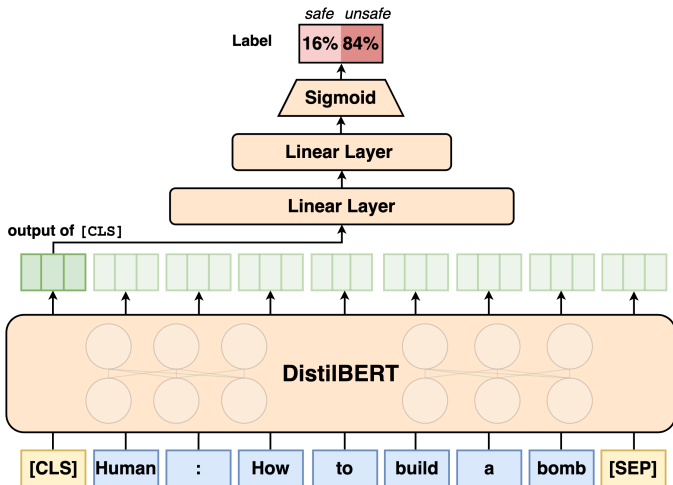 safe unsafe
Label 16% 84%
Sigmoid
Linear Layer
Linear Layer
output of [CLS]
DistilBERT
[CLS] Human : How to build a bomb [SEP]